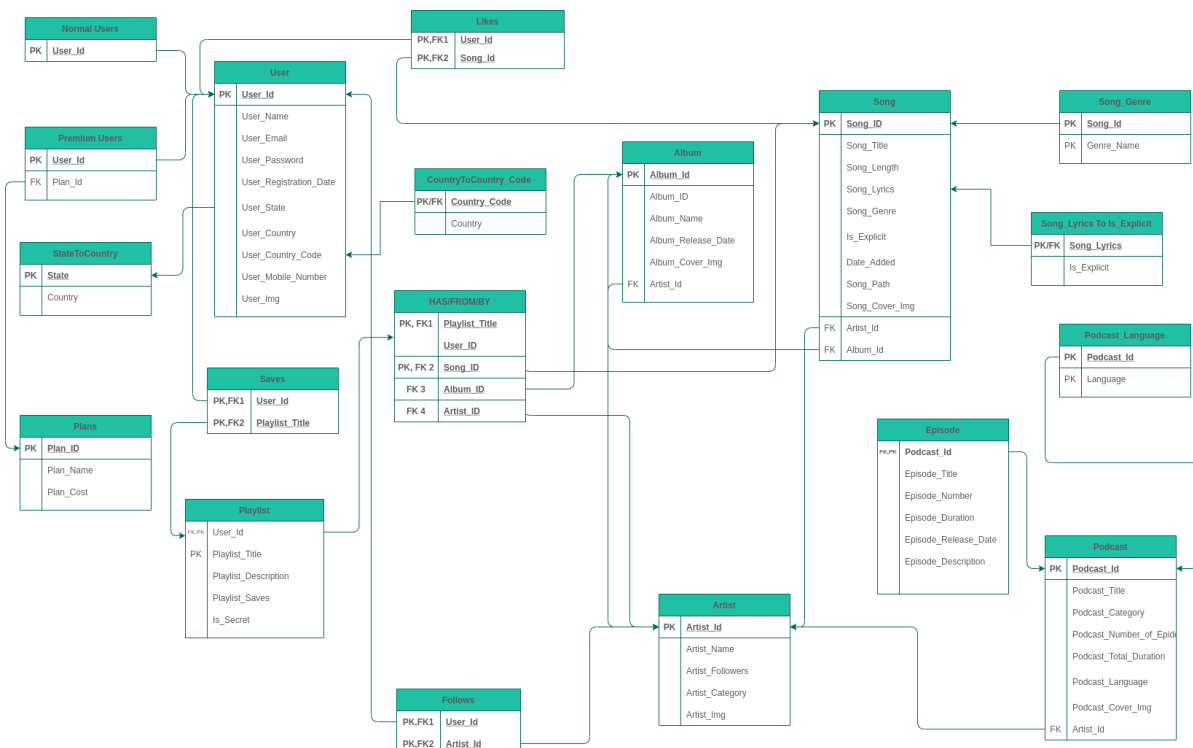 Normal Users
PK User_Id
Likes
PK,FK1 User_Id
PK,FK2 Song_Id
User
PK User_Id
User_Name
User_Email
User_Password
User_Registration_Date
User_State
User_Country
User_Country_Code
User_Mobile_Number
User_Img
Premium Users
PK User_Id
FK Plan_Id
CountryToCountry_Code
PK/FK Country_Code
Country
Album
PK Album_Id
Album_ID
Album_Name
Album_Release_Date
Album_Cover_Img
FK Artist_Id
Song
PK Song_ID
Song_Title
Song_Length
Song_Lyrics
Song_Genre
Is_Explicit
Date_Added
Song_Path
Song_Cover_Img
FK Artist_Id
FK Album_Id
Song_Genre
PK Song_Id
PK Genre_Name
Song_Lyrics To Is_Explicit
PK/FK Song_Lyrics
Is_Explicit
StateToCountry
PK State
Country
HAS/FROM/BY
PK, FK1 Playlist_Title
User_ID
PK, FK 2 Song_ID
FK 3 Album_ID
FK 4 Artist_ID
Podcast_Language
PK Podcast_Id
PK Language
Saves
PK,FK1 User_Id
PK,FK2 Playlist_Title
Plans
PK Plan_ID
Plan_Name
Plan_Cost
Episode
FK,PK Podcast_Id
Episode_Title
Episode_Number
Episode_Duration
Episode_Release_Date
Episode_Description
Playlist
FK,PK User_Id
PK Playlist_Title
Playlist_Description
Playlist_Saves
Is_Secret
Podcast
PK Podcast_Id
Podcast_Title
Podcast_Category
Podcast_Number_of_Epid
Podcast_Total_Duration
Podcast_Language
Podcast_Cover_Img
FK Artist_Id
Artist
PK Artist_Id
Artist_Name
Artist_Followers
Artist_Category
Artist_Img
Follows
PK,FK1 User_Id
PK,FK2 Artist_Id